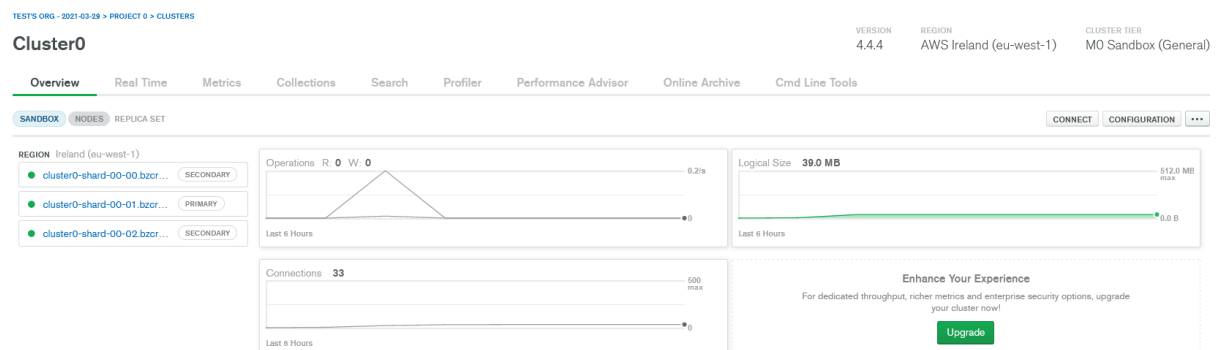 TEST'S ORG - 2021-03-29 > PROJECT 0 > CLUSTERS
Cluster0
VERSION REGION CLUSTER TIER
4.4.4 AWS Ireland (eu-west-1) M0 Sandbox (General)
Overview Real Time Metrics Collections Search Profiler Performance Advisor Online Archive Cmd Line Tools
SANDBOX NODES REPLICA SET CONNECT CONFIGURATION ...
REGION Ireland (eu-west-1)
cluster0-shard-00-00.bzcr... SECONDARY
cluster0-shard-00-01.bzcr... PRIMARY
cluster0-shard-00-02.bzcr... SECONDARY
Operations R: 0 W: 0
0.2/s
0
Last 6 Hours
Logical Size 39.0 MB
512.0 MB
max
0.0 B
Last 6 Hours
Connections 33
500
max
0
Last 6 Hours
Enhance Your Experience
For dedicated throughput, richer metrics and enterprise security options, upgrade
your cluster now!
Upgrade